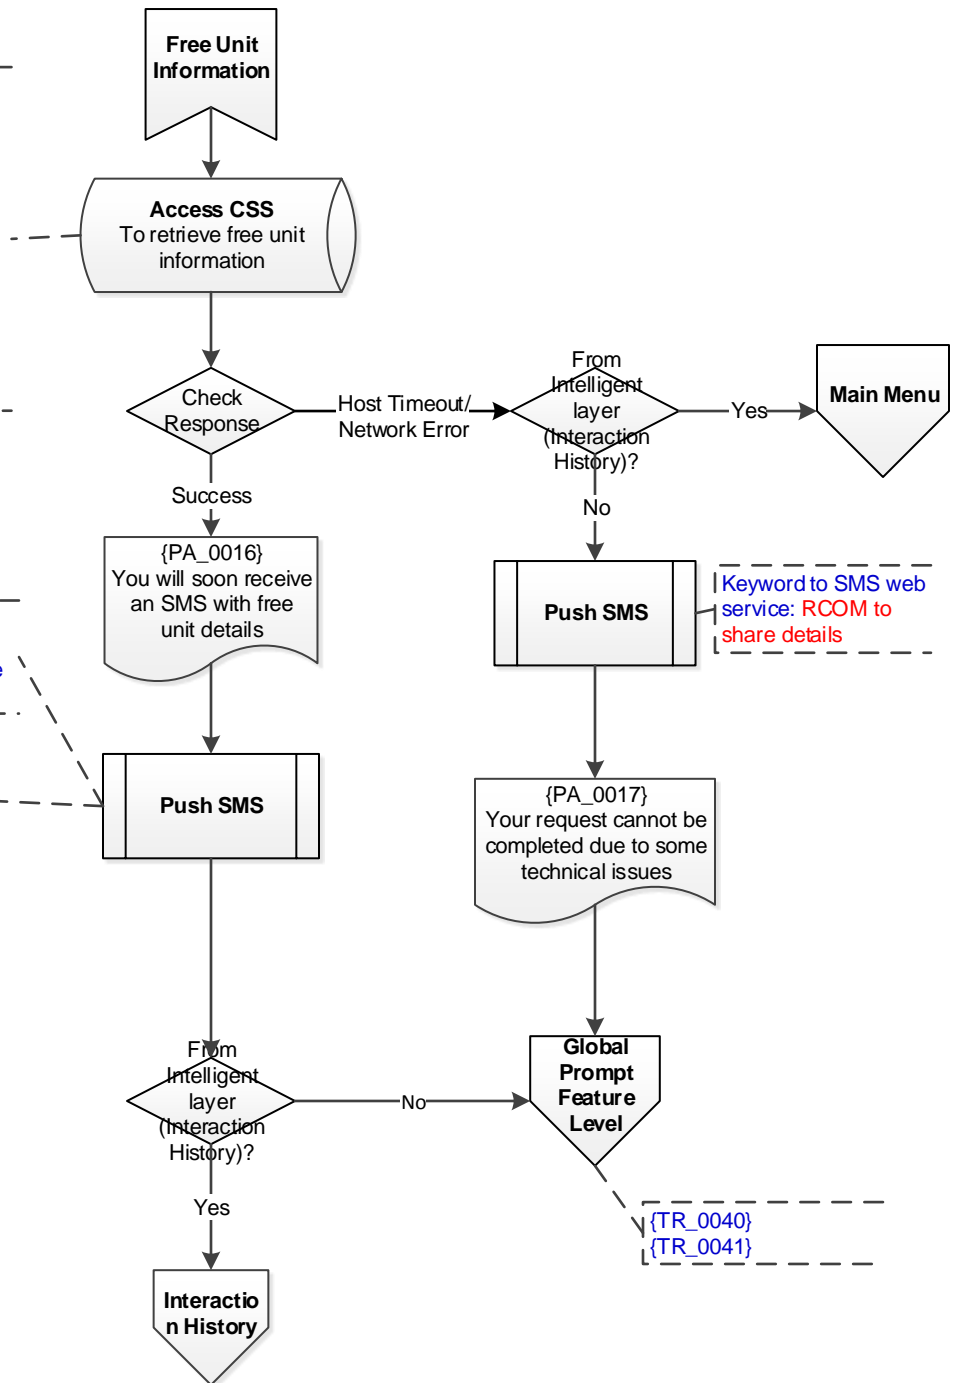 Free Unit
Information
Access CSS
To retrieve free unit
information
Check
Response
Host Timeout/
Network Error
From
Intelligent
layer
(Interaction
History)?
Yes
Main Menu
Success
No
{PA_0016}
You will soon receive
an SMS with free
unit details
Push SMS
Keyword to SMS web
service: RCOM to
share details
e
Push SMS
{PA_0017}
Your request cannot be
completed due to some
technical issues
From
Intelligent
layer
(Interaction
History)?
No
Global
Prompt
Feature
Level
Yes
{TR_0040}
{TR_0041}
Interactio
n History